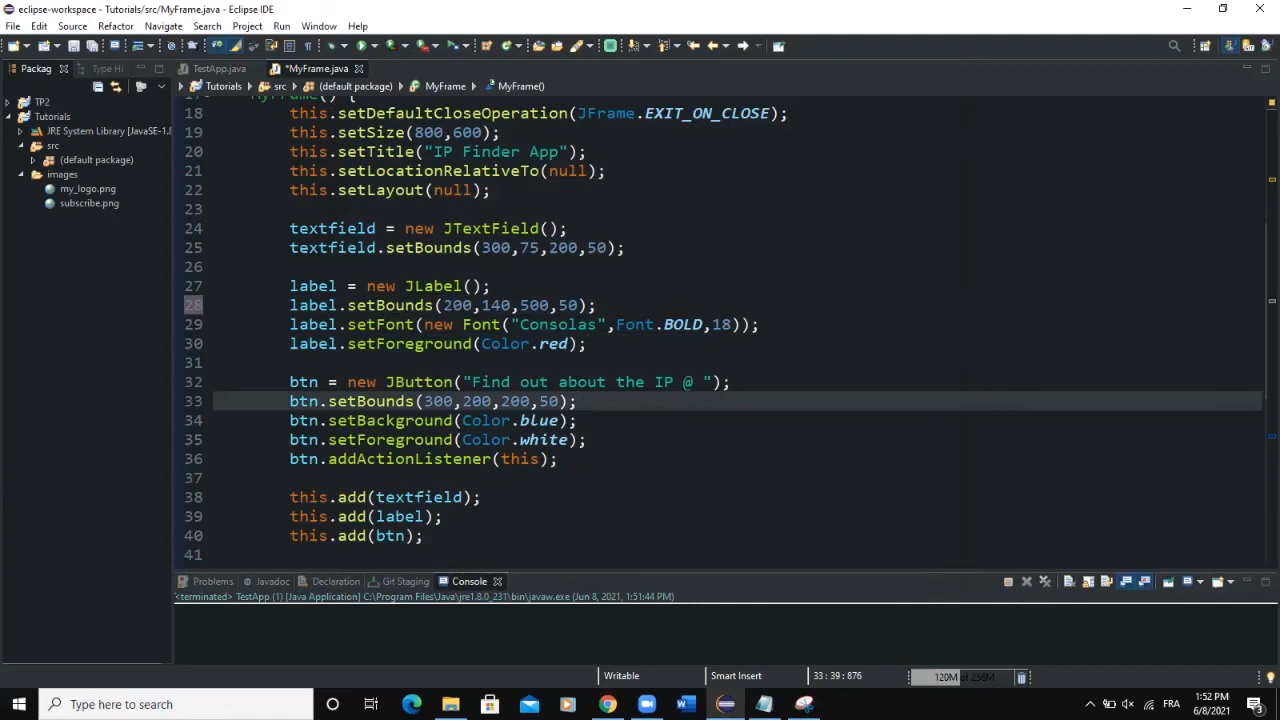 eclipse-workspace - Tutorials/src/MyFrame.java - Eclipse IDE
File Edit Source Refactor Navigate Search Project Run Window Help
Packag Type Hi TestApp.java *MyFrame.java
Tutorials src (default package) MyFrame MyFrame()
TP2
Tutorials
JRE System Library [JavaSE-1.
src
(default package)
images
my_logo.png
subscribe.png
17 MyFrame() {
18 this.setDefaultCloseOperation(JFrame.EXIT_ON_CLOSE);
19 this.setSize(800,600);
20 this.setTitle("IP Finder App");
21 this.setLocationRelativeTo(null);
22 this.setLayout(null);
23
24 textfield = new JTextField();
25 textfield.setBounds(300,75,200,50);
26
27 label = new JLabel();
28 label.setBounds(200,140,500,50);
29 label.setFont(new Font("Consolas",Font.BOLD,18));
30 label.setForeground(Color.red);
31
32 btn = new JButton("Find out about the IP @ ");
33 btn.setBounds(300,200,200,50);
34 btn.setBackground(Color.blue);
35 btn.setForeground(Color.white);
36 btn.addActionListener(this);
37
38 this.add(textfield);
39 this.add(label);
40 this.add(btn);
41
Problems Javadoc Declaration Git Staging Console
<terminated> TestApp (1) [Java Application] C:\Program Files\Java\jre1.8.0_231\bin\javaw.exe (Jun 8, 2021, 1:51:44 PM)
Writable Smart Insert 33 : 39 : 876 120M of 256M
Type here to search FRA 1:52 PM
6/8/2021
3